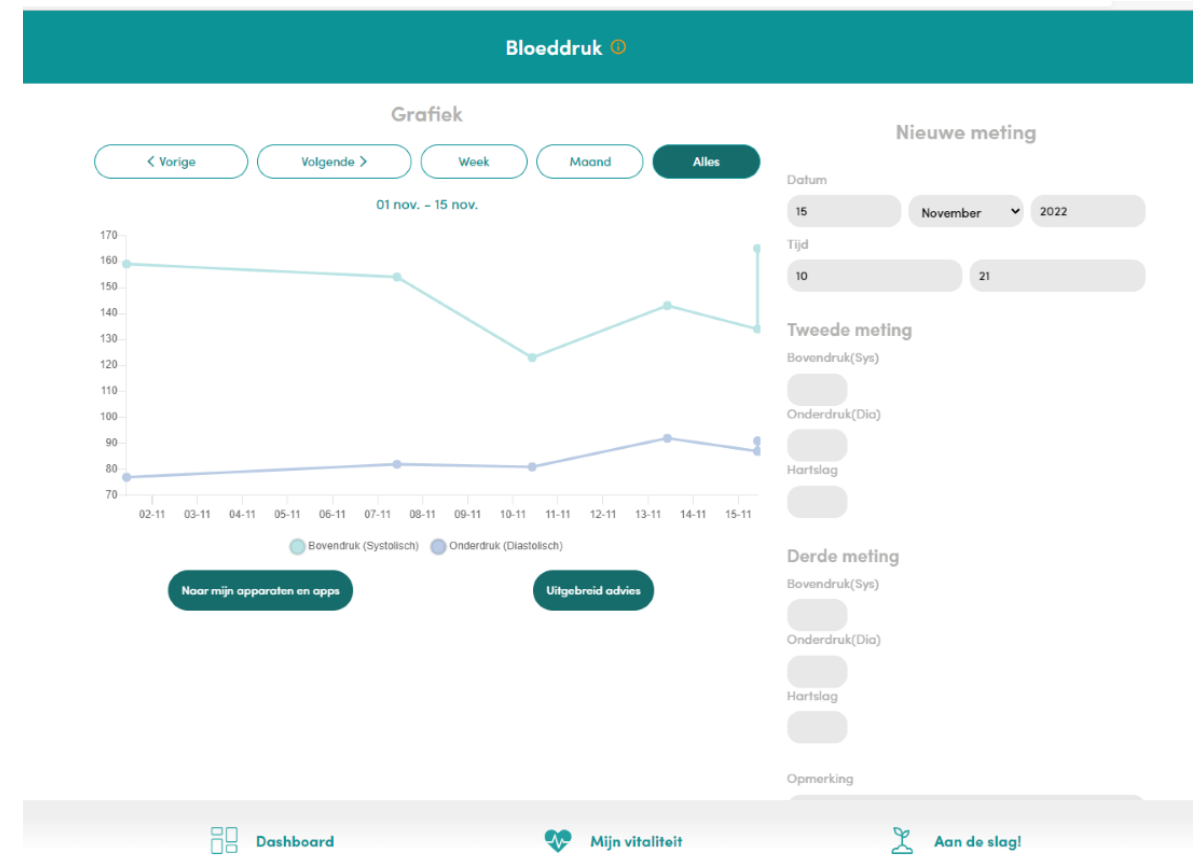 Bloeddruk
Grafiek
Vorige
Volgende
Week
Maand
Alles
01 nov. - 15 nov.
170
160
150
140
130
120
110
100
90
80
70
02-11 03-11 04-11 05-11 06-11 07-11 08-11 09-11 10-11 11-11 12-11 13-11 14-11 15-11
Bovendruk (Systolisch) Onderdruk (Diastolisch)
Naar mijn apparaten en apps
Uitgebreid advies
Nieuwe meting
Datum
15 November 2022
Tijd
10 21
Tweede meting
Bovendruk(Sys)
Onderdruk(Dia)
Hartslag
Derde meting
Bovendruk(Sys)
Onderdruk(Dia)
Hartslag
Opmerking
Dashboard
Mijn vitaliteit
Aan de slag!